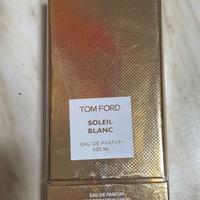 TOM FORD
SOLEIL
BLANC
EAU DE PARFUM
100 ML
EAU DE PARFUM